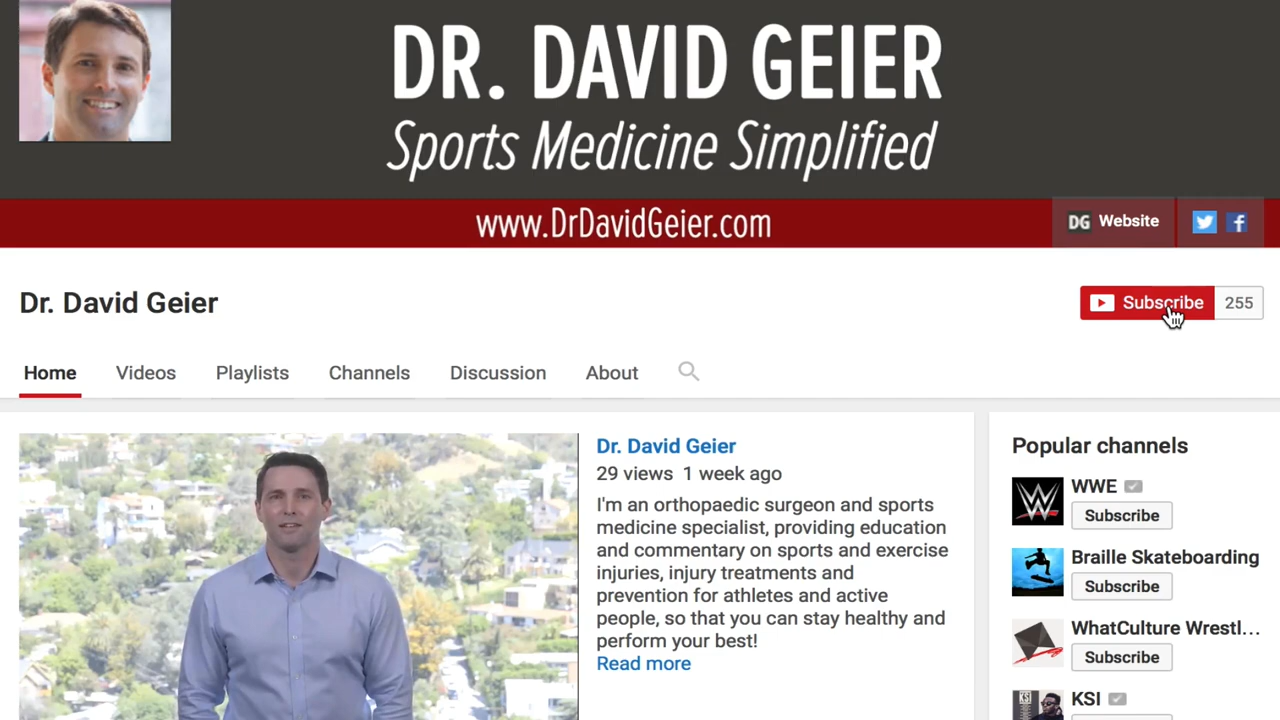 DR. DAVID GEIER
Sports Medicine Simplified
www.DrDavidGeier.com
DG Website
Dr. David Geier
Subscribe 255
Home Videos Playlists Channels Discussion About
Dr. David Geier
29 views 1 week ago
I'm an orthopaedic surgeon and sports
medicine specialist, providing education
and commentary on sports and exercise
injuries, injury treatments and
prevention for athletes and active
people, so that you can stay healthy and
perform your best!
Read more
Popular channels
WWE
Subscribe
Braille Skateboarding
Subscribe
WhatCulture Wrestl...
Subscribe
KSI